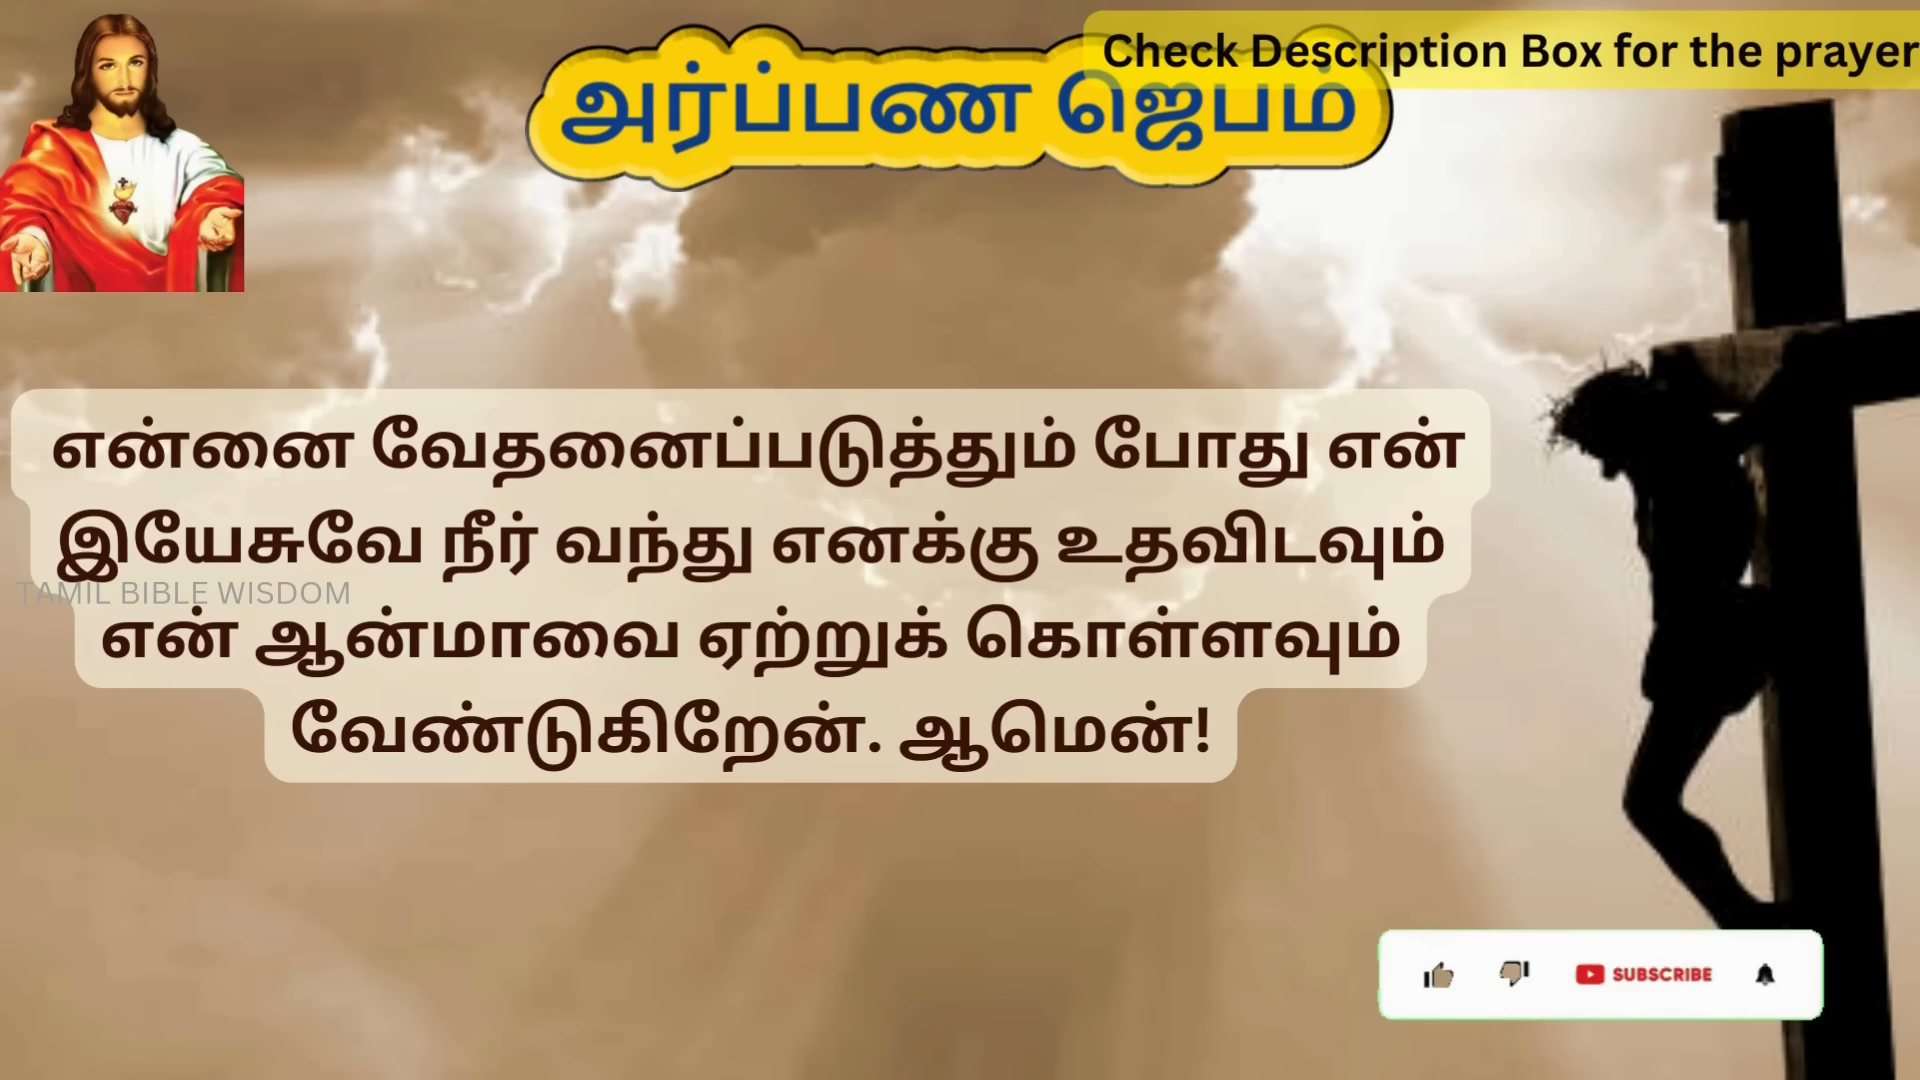 Check Description Box for the prayer
அர்ப்பண ஜெபம்
என்னை வேதனைப்படுத்தும் போது என்
இயேசுவே நீர் வந்து எனக்கு உதவிடவும்
TAMIL BIBLE WISDOM
என் ஆன்மாவை ஏற்றுக் கொள்ளவும்
வேண்டுகிறேன். ஆமென்!
SUBSCRIBE